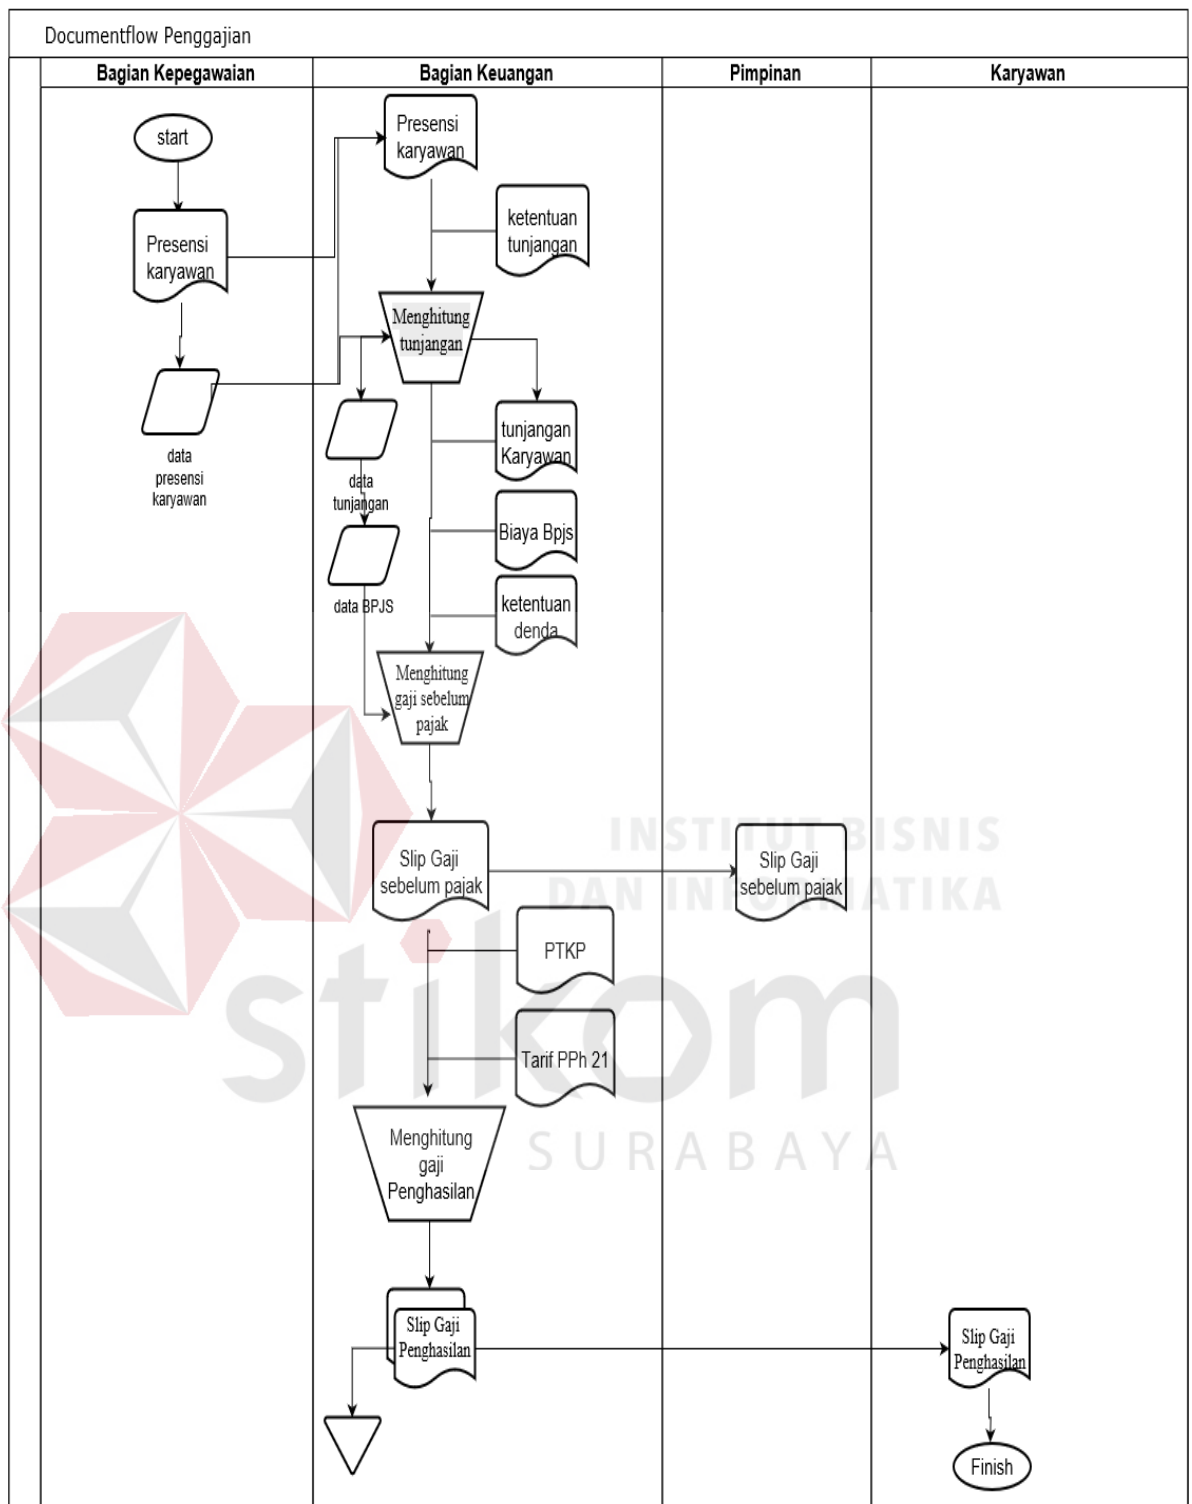 Documentflow Penggajian
Bagian Kepegawaian
Bagian Keuangan
Pimpinan
Karyawan
start
Presensi
karyawan
data
presensi
karyawan
Presensi
karyawan
ketentuan
tunjangan
Menghitung
tunjangan
tunjangan
Karyawan
data
tunjangan
Biaya Bpjs
data BPJS
ketentuan
denda
Menghitung
gaji sebelum
pajak
Slip Gaji
sebelum pajak
Slip Gaji
sebelum pajak
PTKP
Tarif PPh 21
Menghitung
gaji
Penghasilan
Slip Gaji
Penghasilan
Slip Gaji
Penghasilan
Finish
INSTITUT BISNIS
DAN INFORMATIKA
stikom
SURABAYA